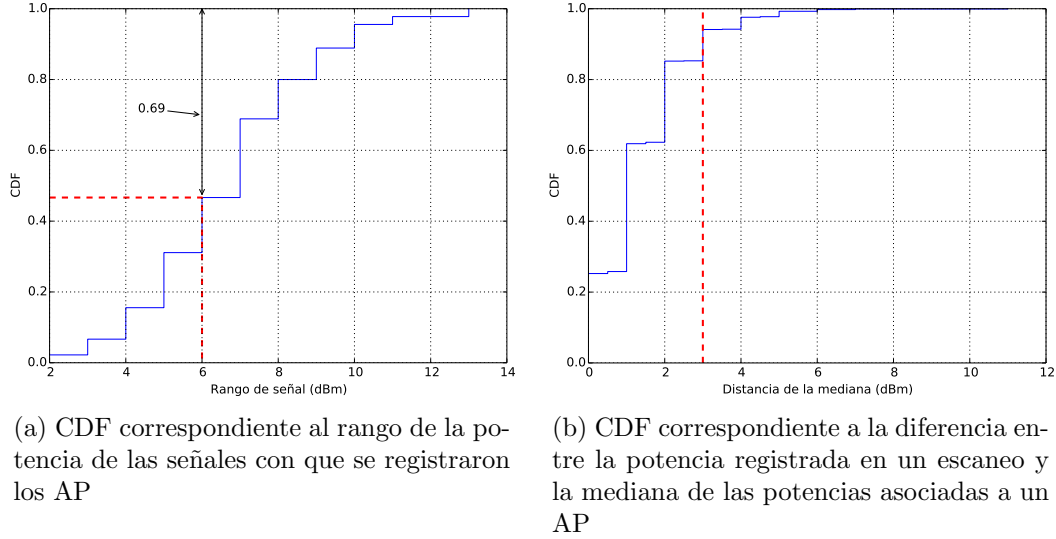 1.0
0.8
0.6
0.4
0.2
0.0
CDF
0.69
2 4 6 8 10 12 14
Rango de señal (dBm)
1.0
0.8
0.6
0.4
0.2
0.0
CDF
0 2 4 6 8 10 12
Distancia de la mediana (dBm)
(a) CDF correspondiente al rango de la po-
tencia de las señales con que se registraron
los AP
(b) CDF correspondiente a la diferencia en-
tre la potencia registrada en un escaneo y
la mediana de las potencias asociadas a un
AP